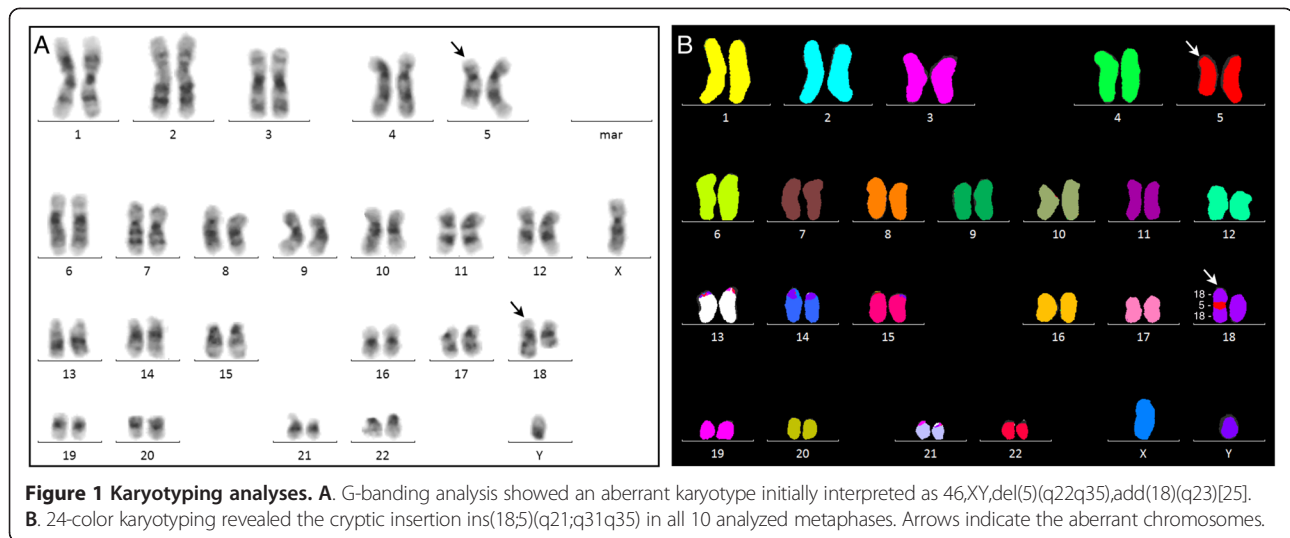 A
B
1 2 3 4 5 mar
1 2 3 4 5
6 7 8 9 10 11 12 X
6 7 8 9 10 11 12
18 -
5 -
18 -
13 14 15 16 17 18
13 14 15 16 17 18
19 20 21 22 Y
19 20 21 22 X Y
Figure 1 Karyotyping analyses. A. G-banding analysis showed an aberrant karyotype initially interpreted as 46,XY,del(5)(q22q35),add(18)(q23)[25].
B. 24-color karyotyping revealed the cryptic insertion ins(18;5)(q21;q31q35) in all 10 analyzed metaphases. Arrows indicate the aberrant chromosomes.